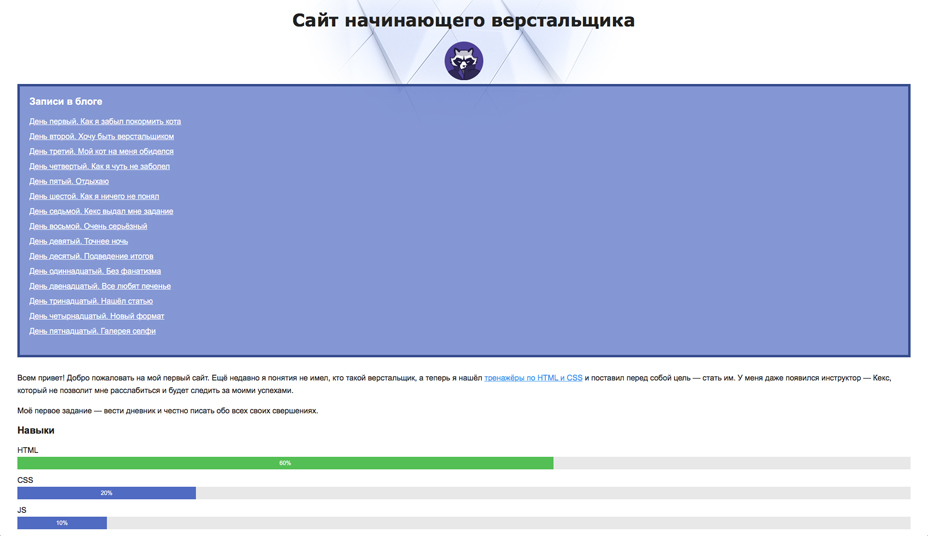 Сайт начинающего верстальщика
Записи в блоге
День первый. Как я забыл покормить кота
День второй. Хочу быть верстальщиком
День третий. Мой кот на меня обиделся
День четвертый. Как я чуть не заболел
День пятый. Отдыхаю
День шестой. Как я ничего не понял
День седьмой. Кекс выдал мне задание
День восьмой. Очень серьёзный
День девятый. Точнее ночь
День десятый. Подведение итогов
День одиннадцатый. Без фанатизма
День двенадцатый. Все любят печенье
День тринадцатый. Нашёл статью
День четырнадцатый. Новый формат
День пятнадцатый. Галерея селфи
Всем привет! Добро пожаловать на мой первый сайт. Ещё недавно я понятия не имел, кто такой верстальщик, а теперь я нашёл тренажёры по HTML и CSS и поставил перед собой цель — стать им. У меня даже появился инструктор — Кекс,
который не позволит мне расслабиться и будет следить за моими успехами.
Моё первое задание — вести дневник и честно писать обо всех своих свершениях.
Навыки
HTML
60%
CSS
20%
JS
10%